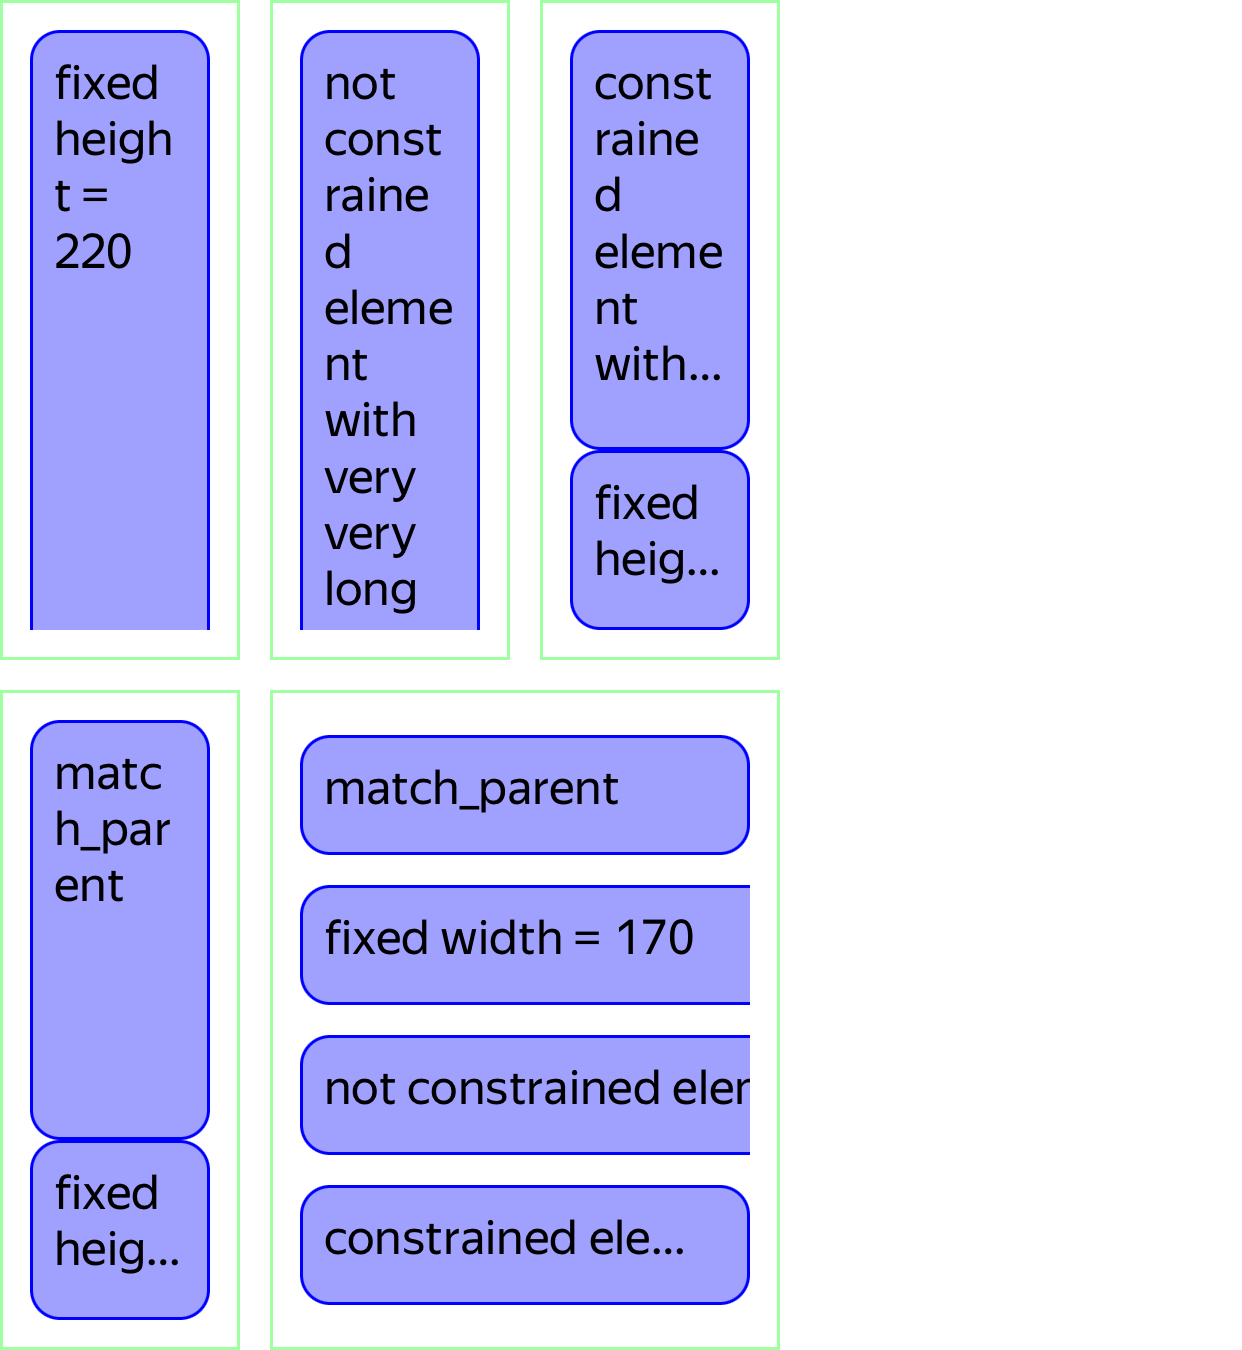 fixed
heigh
t =
220
not
const
raine
d
eleme
nt
with
very
very
long
const
raine
d
eleme
nt
with...
fixed
heig...
matc
h_par
ent
fixed
heig...
match_parent
fixed width = 170
not constrained eler
constrained ele...